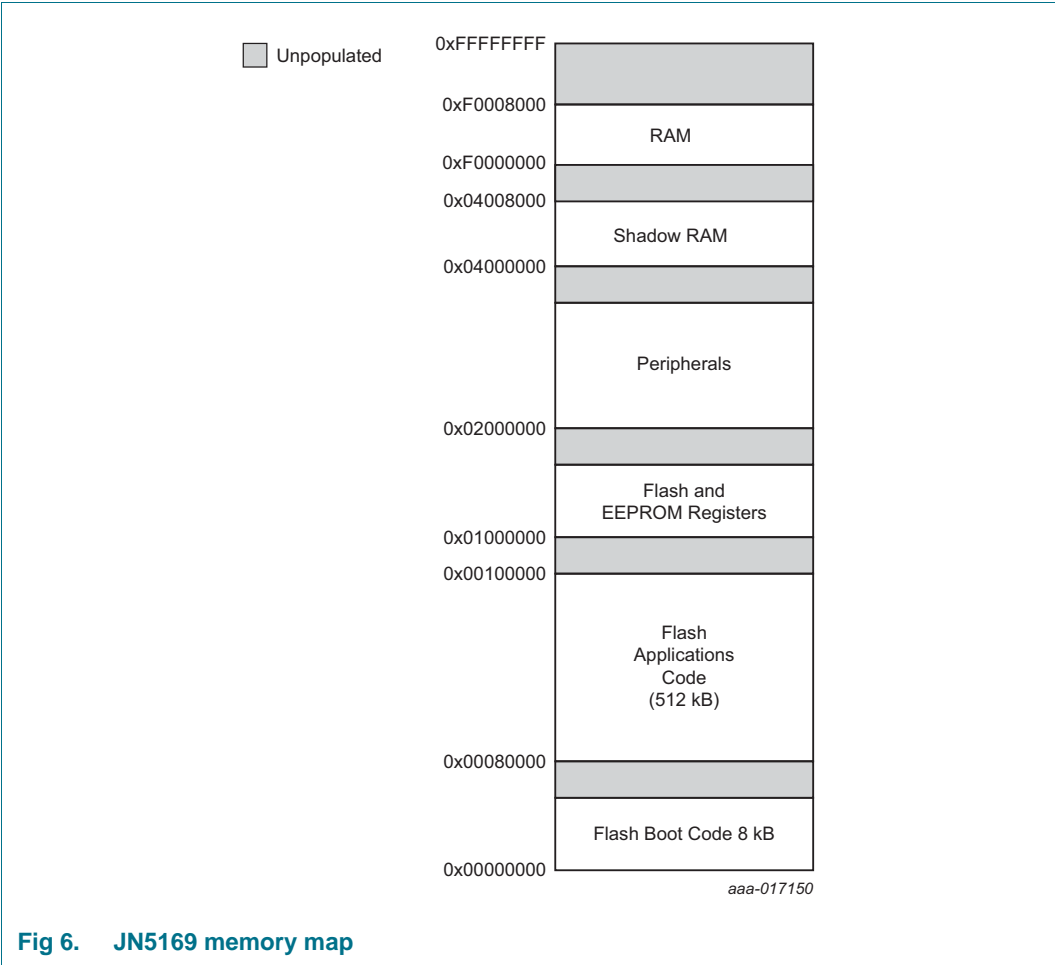 Unpopulated
0xFFFFFFFF
0xF0008000
RAM
0xF0000000
0x04008000
Shadow RAM
0x04000000
Peripherals
0x02000000
Flash and
EEPROM Registers
0x01000000
0x00100000
Flash
Applications
Code
(512 kB)
0x00080000
Flash Boot Code 8 kB
0x00000000
aaa-017150
Fig 6. JN5169 memory map